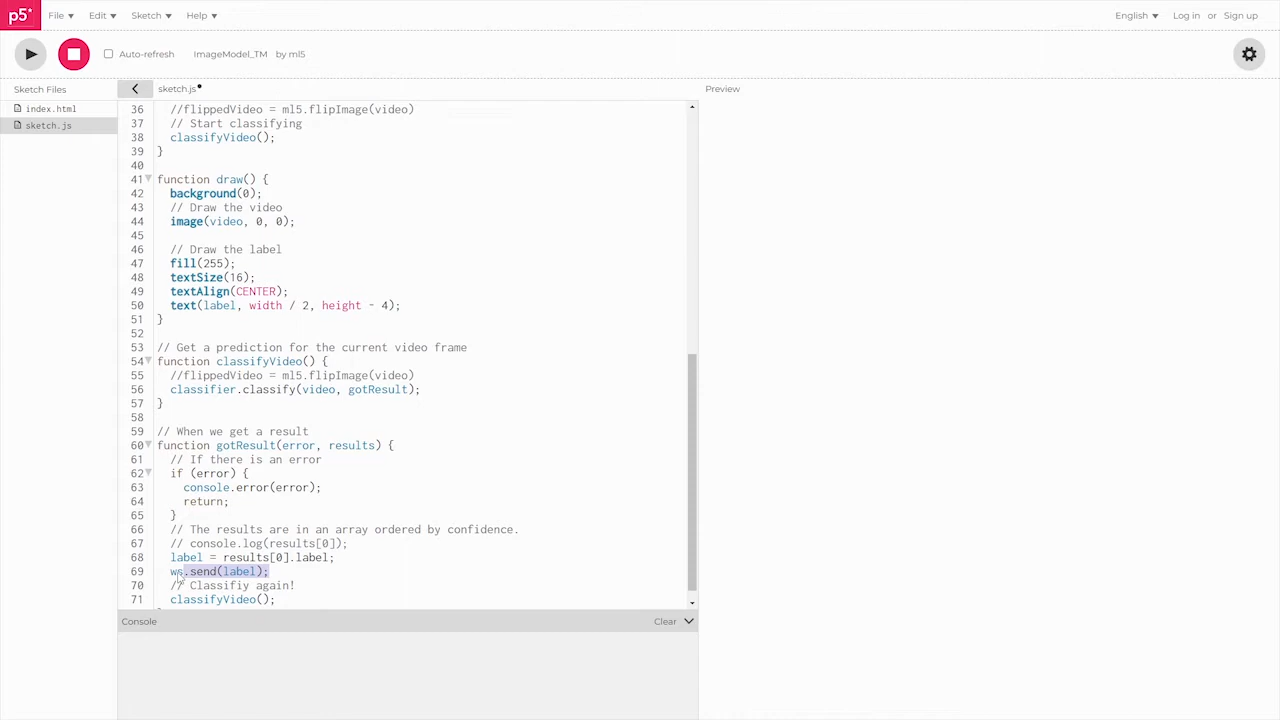 p5* File Edit Sketch Help English Log in or Sign up
Auto-refresh ImageModel_TM by ml5
Sketch Files sketch.js Preview
index.html
sketch.js
36 //flippedVideo = ml5.flipImage(video)
37 // Start classifying
38 classifyVideo();
39 }
40
41 function draw() {
42 background(0);
43 // Draw the video
44 image(video, 0, 0);
45
46 // Draw the label
47 fill(255);
48 textSize(16);
49 textAlign(CENTER);
50 text(label, width / 2, height - 4);
51 }
52
53 // Get a prediction for the current video frame
54 function classifyVideo() {
55 //flippedVideo = ml5.flipImage(video)
56 classifier.classify(video, gotResult);
57 }
58
59 // When we get a result
60 function gotResult(error, results) {
61 // If there is an error
62 if (error) {
63 console.error(error);
64 return;
65 }
66 // The results are in an array ordered by confidence.
67 // console.log(results[0]);
68 label = results[0].label;
69 ws.send(label);
70 // Classifiy again!
71 classifyVideo();
Console Clear